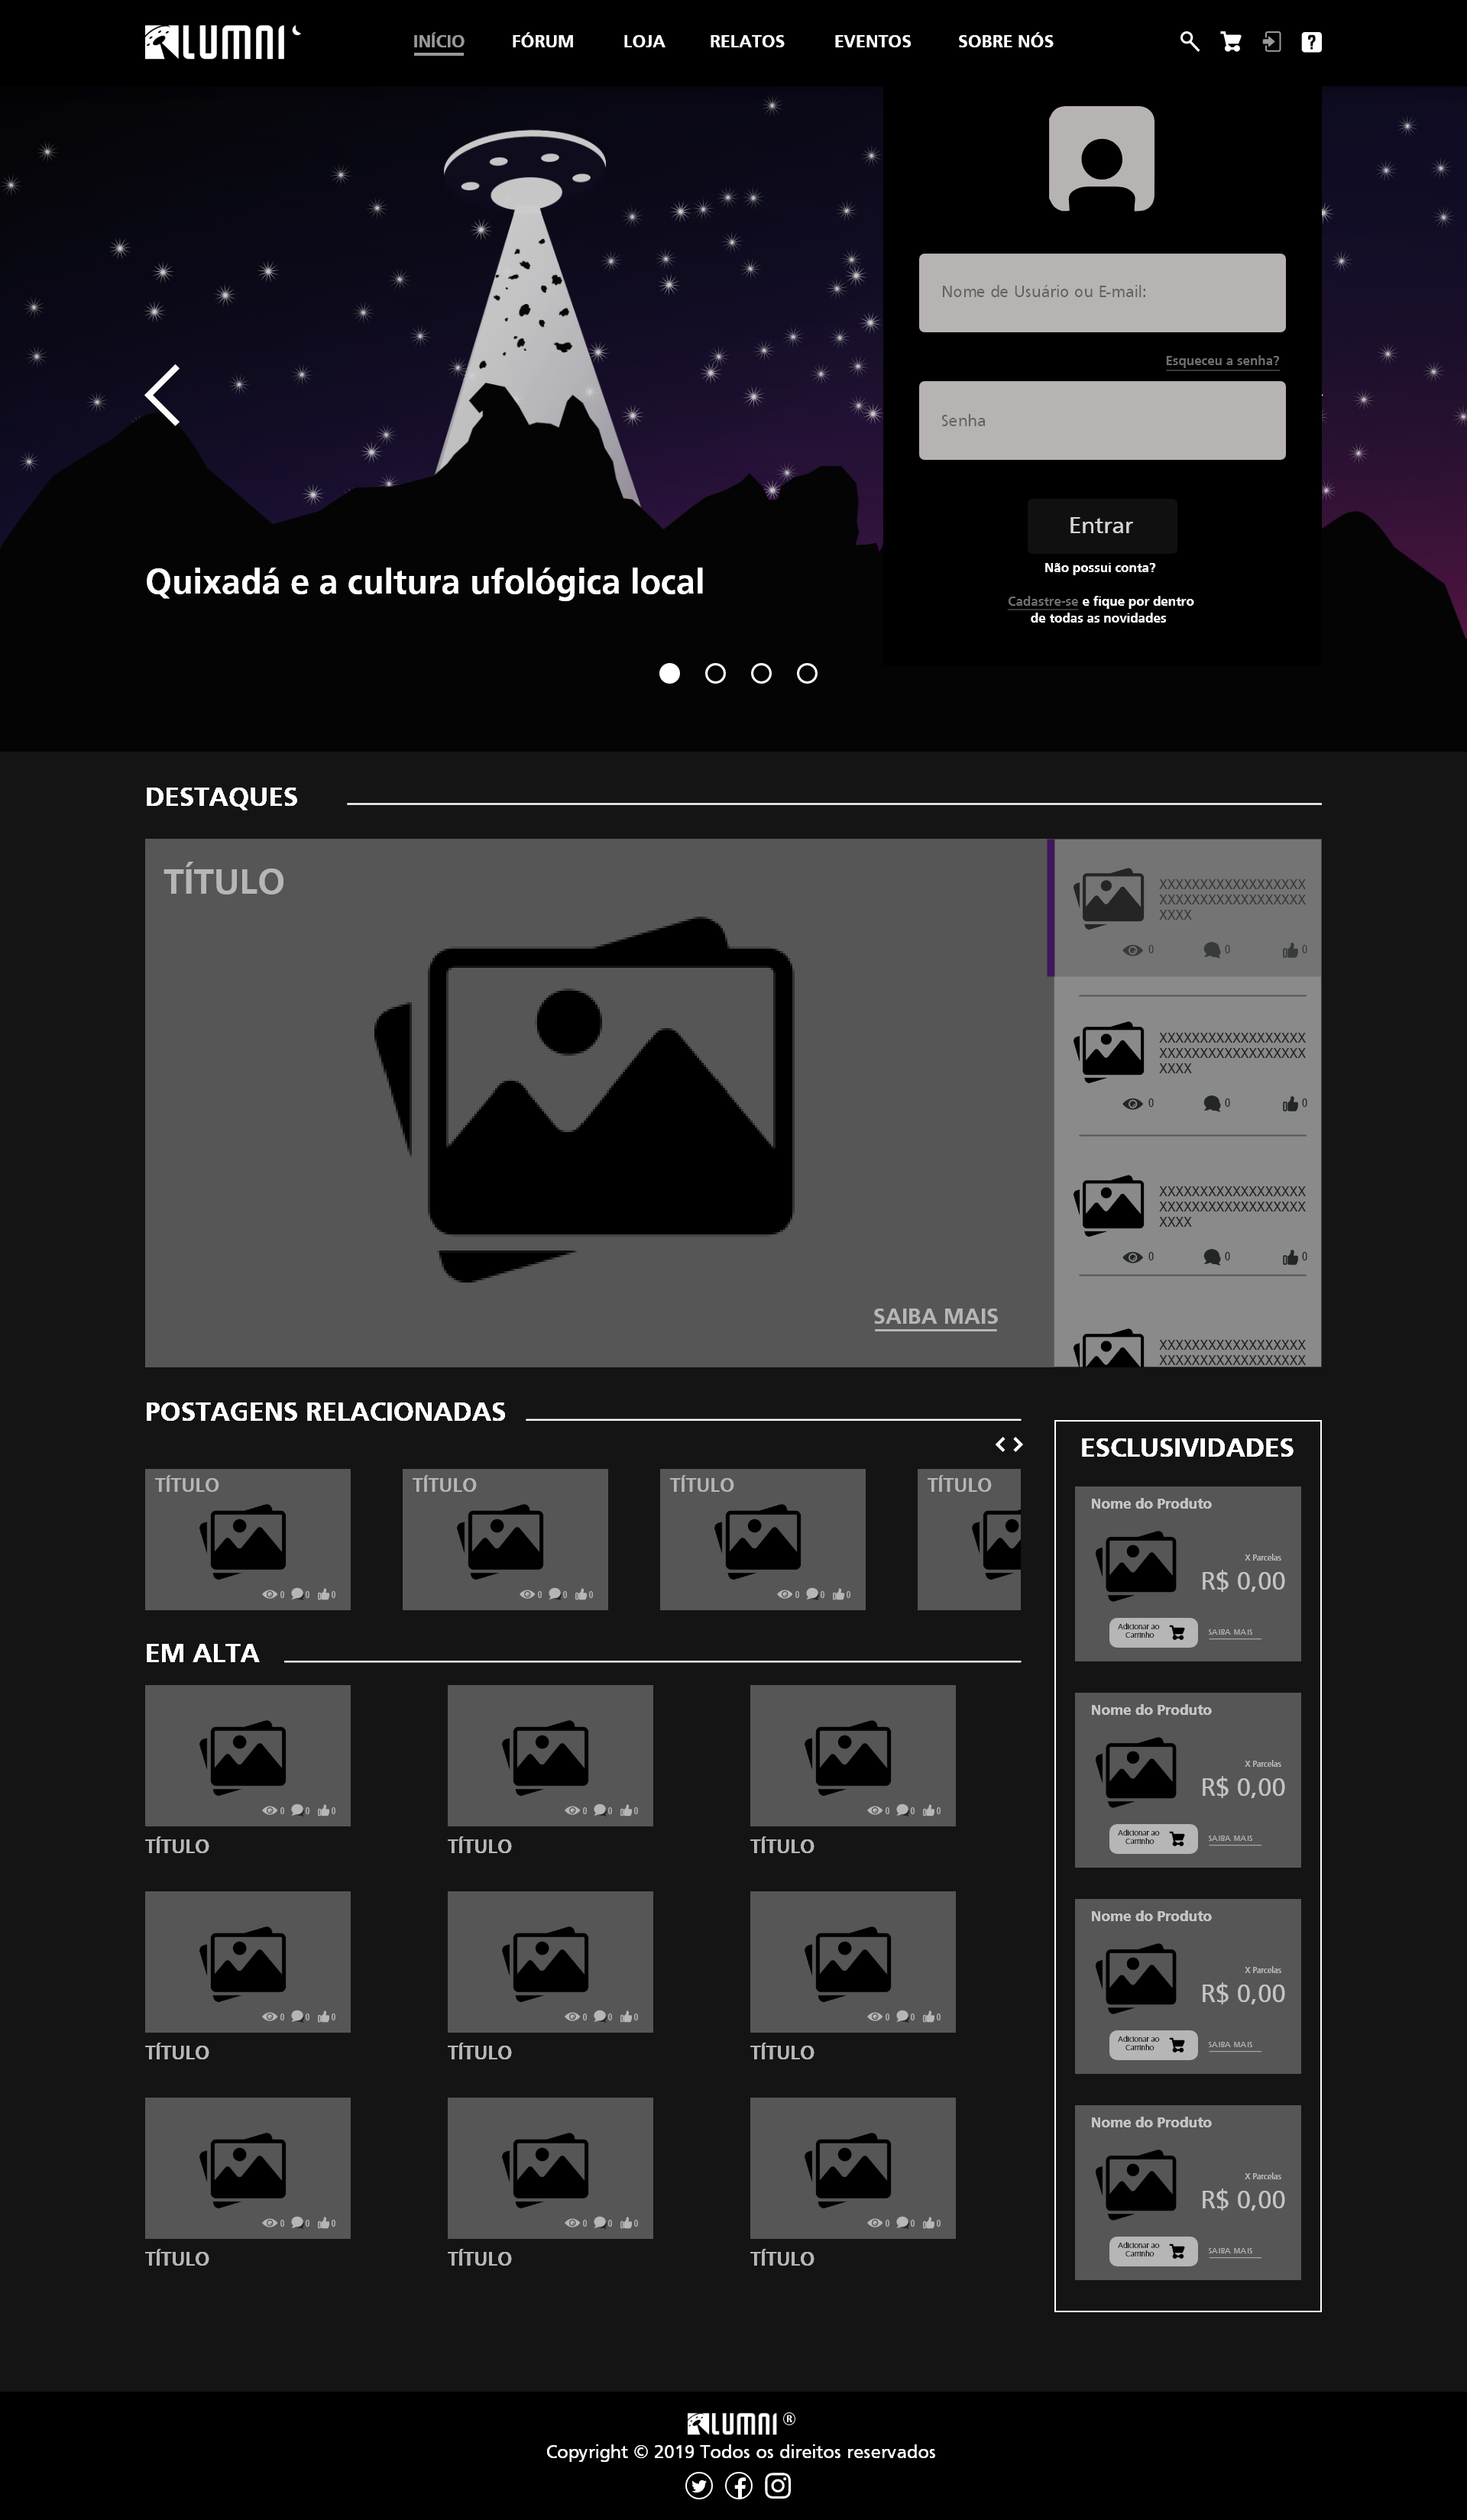 ALUMNI
INÍCIO FÓRUM LOJA RELATOS EVENTOS SOBRE NÓS
?
Nome de Usuário ou E-mail:
Esqueceu a senha?
Senha
Entrar
Não possui conta?
Cadastre-se e fique por dentro
de todas as novidades
Quixadá e a cultura ufológica local
DESTAQUES
TÍTULO
SAIBA MAIS
XXXXXXXXXXXXXXXXXX
XXXXXXXXXXXXXXXXXX
XXXX
0 0 0
XXXXXXXXXXXXXXXXXX
XXXXXXXXXXXXXXXXXX
XXXX
0 0 0
XXXXXXXXXXXXXXXXXX
XXXXXXXXXXXXXXXXXX
XXXX
0 0 0
XXXXXXXXXXXXXXXXXX
XXXXXXXXXXXXXXXXXX
POSTAGENS RELACIONADAS
TÍTULO TÍTULO TÍTULO TÍTULO
0 0 0 0 0 0 0 0 0
EM ALTA
0 0 0 0 0 0 0 0 0
TÍTULO TÍTULO TÍTULO
0 0 0 0 0 0 0 0 0
TÍTULO TÍTULO TÍTULO
0 0 0 0 0 0 0 0 0
TÍTULO TÍTULO TÍTULO
ESCLUSIVIDADES
Nome do Produto
X Parcelas
R$ 0,00
Adicionar ao
Carrinho
SAIBA MAIS
Nome do Produto
X Parcelas
R$ 0,00
Adicionar ao
Carrinho
SAIBA MAIS
Nome do Produto
X Parcelas
R$ 0,00
Adicionar ao
Carrinho
SAIBA MAIS
Nome do Produto
X Parcelas
R$ 0,00
Adicionar ao
Carrinho
SAIBA MAIS
ALUMNI ®
Copyright © 2019 Todos os direitos reservados